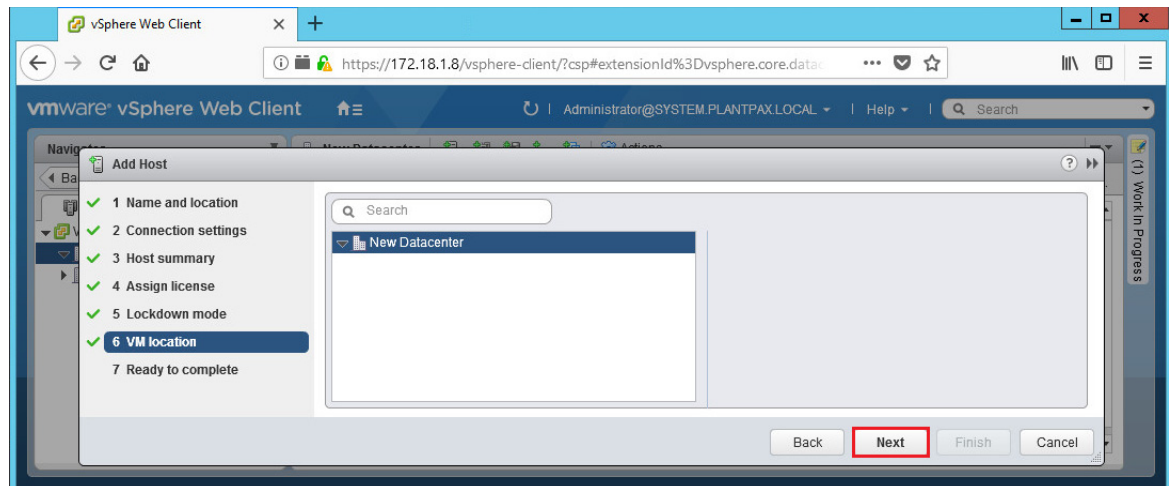 vSphere Web Client
https://172.18.1.8/vsphere-client/?csp#extensionId%3Dvsphere.core.datac
vmware® vSphere Web Client
Administrator@SYSTEM.PLANTPAX.LOCAL
Help
Search
(1) Work In Progress
Add Host
1 Name and location
2 Connection settings
3 Host summary
4 Assign license
5 Lockdown mode
6 VM location
7 Ready to complete
Search
New Datacenter
Back
Next
Finish
Cancel